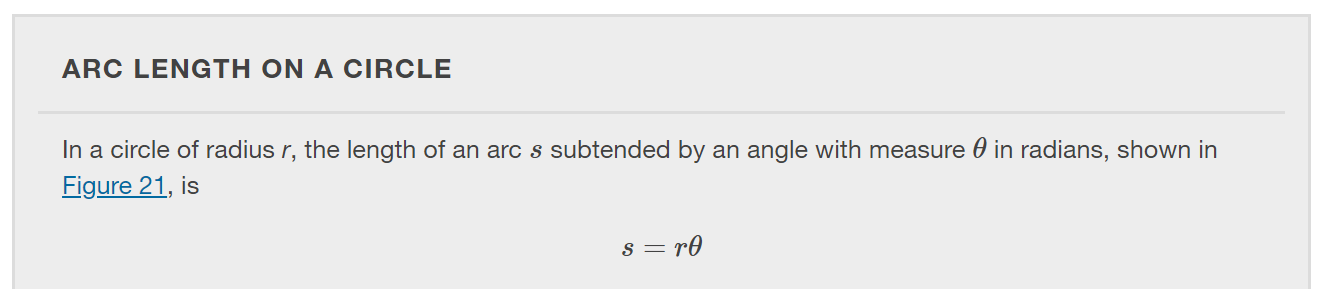 ARC LENGTH ON A CIRCLE
In a circle of radius r, the length of an arc s subtended by an angle with measure θ in radians, shown in
Figure 21, is
s = rθ